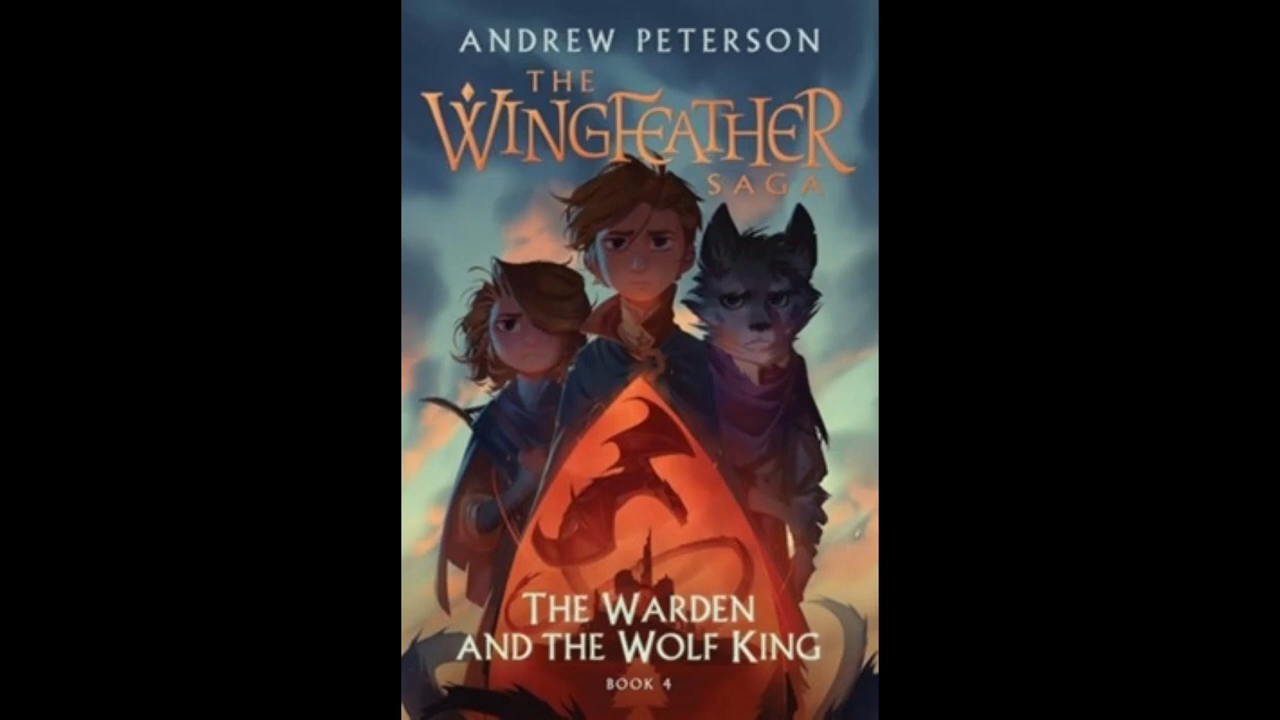 ANDREW PETERSON
THE
WINGFEATHER
SAGA
THE WARDEN
AND THE WOLF KING
BOOK 4